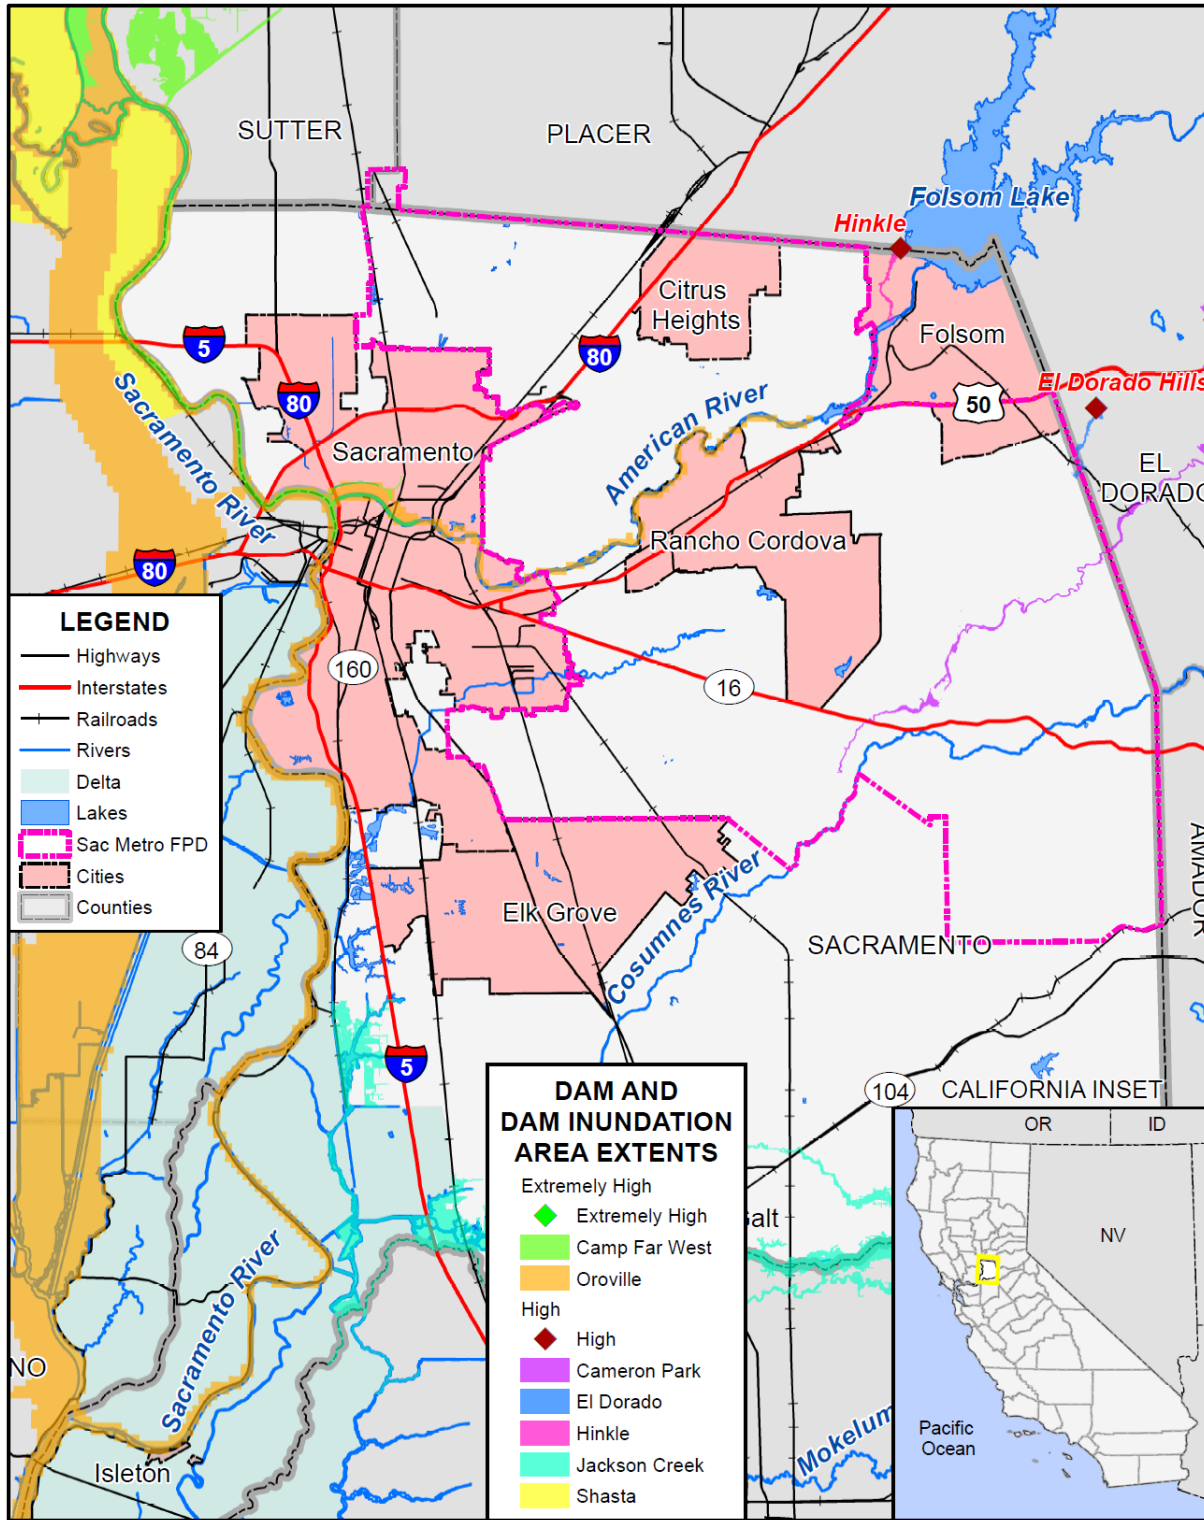 SUTTER
PLACER
Folsom Lake
Hinkle
Citrus
Heights
Folsom
5
80
80
El Dorado Hills
50
Sacramento River
American River
Sacramento
EL
DORADO
Rancho Cordova
80
LEGEND
Highways
Interstates
Railroads
Rivers
Delta
Lakes
Sac Metro FPD
Cities
Counties
160
16
AMADOR
Elk Grove
Cosumnes River
SACRAMENTO
84
5
104
CALIFORNIA INSET
DAM AND
DAM INUNDATION
AREA EXTENTS
Extremely High
Extremely High
Camp Far West
Oroville
High
High
Cameron Park
El Dorado
Hinkle
Jackson Creek
Shasta
OR
ID
NV
Pacific
Ocean
alt
Sacramento River
NO
Isleton
Mokelum